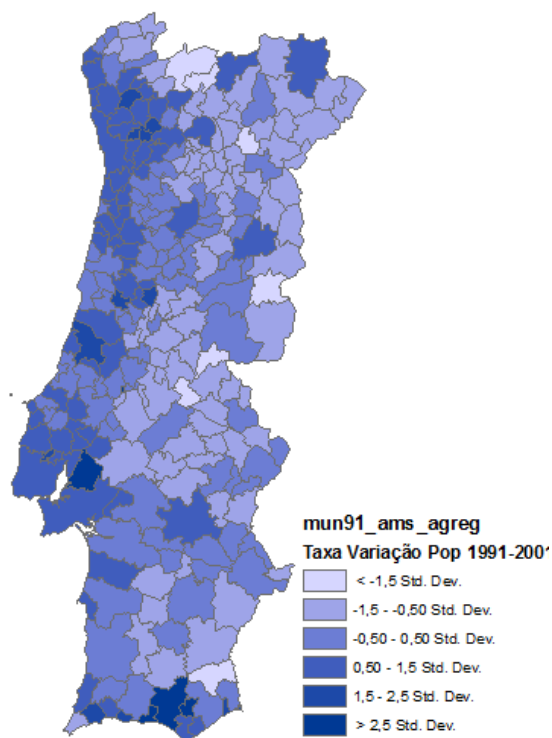 mun91_ams_agreg
Taxa Variação Pop 1991-2001
< -1,5 Std. Dev.
-1,5 - -0,50 Std. Dev.
-0,50 - 0,50 Std. Dev.
0,50 - 1,5 Std. Dev.
1,5 - 2,5 Std. Dev.
> 2,5 Std. Dev.